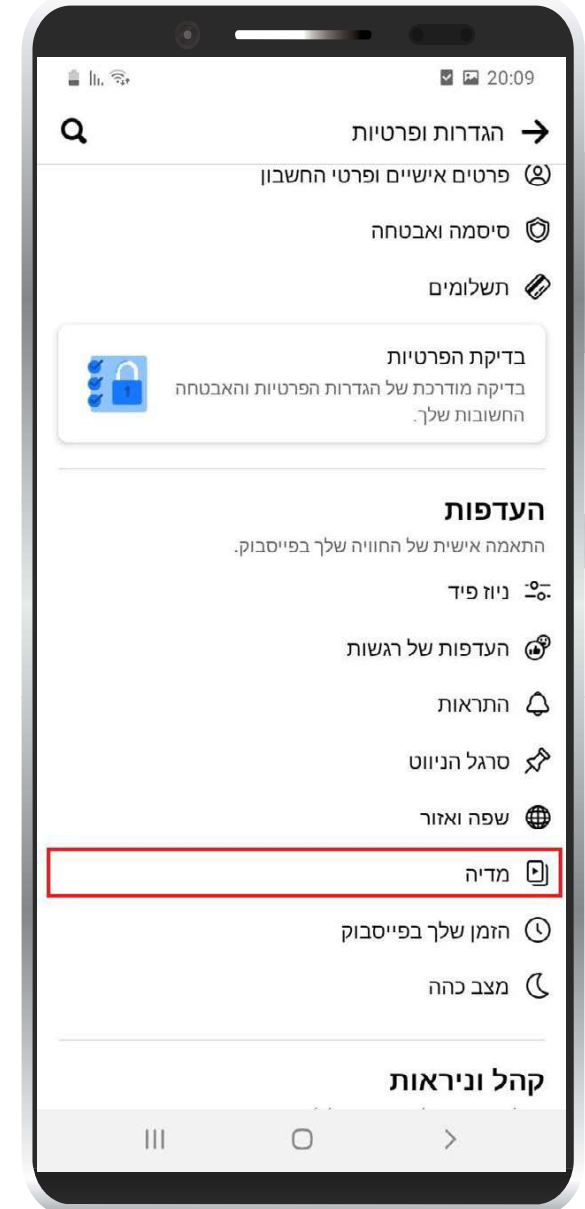 20:09
הגדרות ופרטיות
פרטים אישיים ופרטי החשבון
סיסמה ואבטחה
תשלומים
בדיקת הפרטיות
בדיקה מודרכת של הגדרות הפרטיות והאבטחה
החשובות שלך.
1
העדפות
התאמה אישית של החוויה שלך בפייסבוק.
ניוז פיד
העדפות של רגשות
התראות
סרגל הניווט
שפה ואזור
מדיה
הזמן שלך בפייסבוק
מצב כהה
קהל וניראות